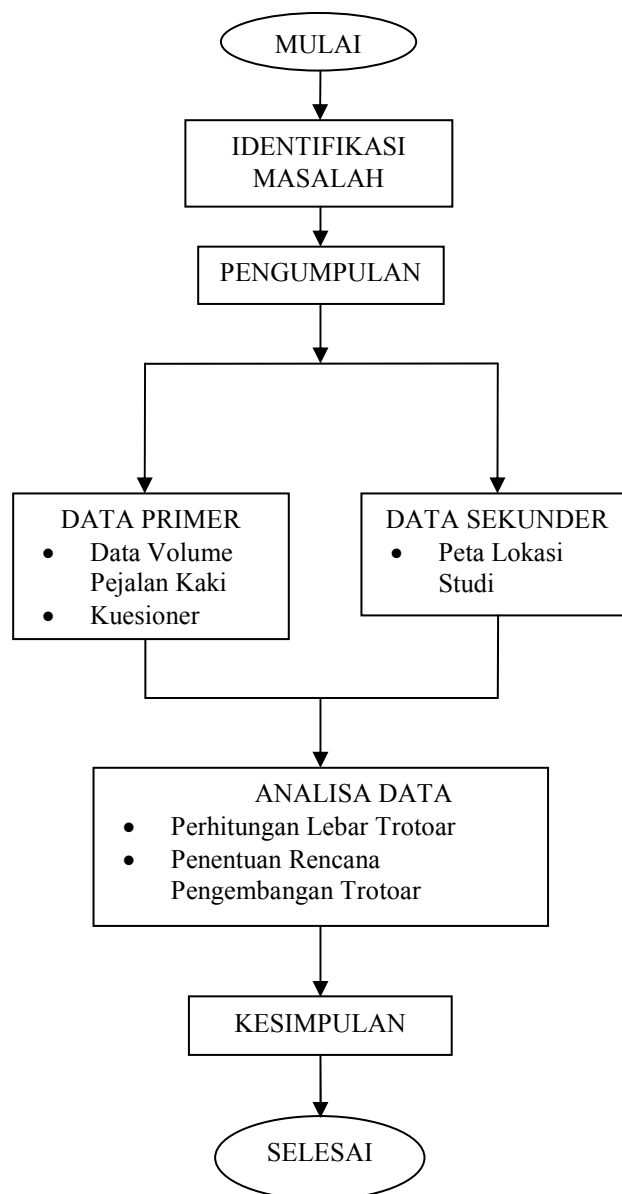 MULAI
IDENTIFIKASI
MASALAH
PENGUMPULAN
DATA PRIMER
• Data Volume
Pejalan Kaki
• Kuesioner
DATA SEKUNDER
• Peta Lokasi
Studi
ANALISA DATA
• Perhitungan Lebar Trotoar
• Penentuan Rencana
Pengembangan Trotoar
KESIMPULAN
SELESAI